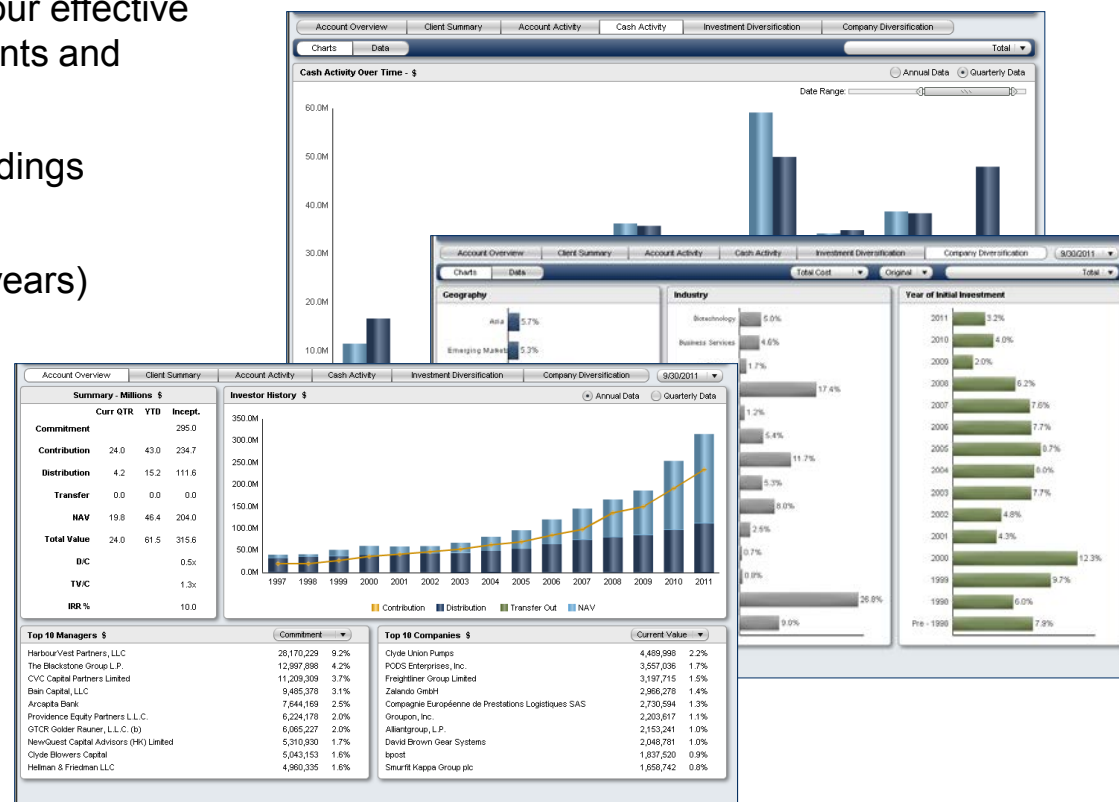 our effective
nts and
dings
years)
Account Overview Client Summary Account Activity Cash Activity Investment Diversification Company Diversification
Charts Data Total
Cash Activity Over Time - $ Annual Data Quarterly Data
Date Range:
60.0M
50.0M
40.0M
30.0M
20.0M
10.0M
Account Overview Client Summary Account Activity Cash Activity Investment Diversification Company Diversification 9/30/2011
Charts Data Total Cost Original Total
Geography
Asia 5.7%
Emerging Markets 5.3%
Industry
Biotechnology 5.0%
Business Services 4.6%
1.7%
17.4%
1.2%
5.4%
11.7%
5.3%
8.0%
2.5%
0.7%
0.8%
26.8%
9.0%
Year of Initial Investment
2011 3.2%
2010 4.0%
2009 2.0%
2008 6.2%
2007 7.6%
2006 7.7%
2005 8.7%
2004 8.0%
2003 7.7%
2002 4.8%
2001 4.3%
2000 12.3%
1999 9.7%
6.0%
7.9%
Account Overview Client Summary Account Activity Cash Activity Investment Diversification Company Diversification 9/30/2011
Summary - Millions $
Curr QTR YTD Incept.
Commitment 295.0
Contribution 24.0 43.0 234.7
Distribution 4.2 15.2 111.6
Transfer 0.0 0.0 0.0
NAV 19.8 46.4 204.0
Total Value 24.0 61.5 315.6
D/C 0.5x
TV/C 1.3x
IRR % 10.0
Investor History $ Annual Data Quarterly Data
350.0M
300.0M
250.0M
200.0M
150.0M
100.0M
50.0M
0.0M
1997 1998 1999 2000 2001 2002 2003 2004 2005 2006 2007 2008 2009 2010 2011
Contribution Distribution Transfer Out NAV
Top 10 Managers $ Commitment
HarbourVest Partners, LLC 28,170,229 9.2%
The Blackstone Group L.P. 12,997,898 4.2%
CVC Capital Partners Limited 11,209,309 3.7%
Bain Capital, LLC 9,485,378 3.1%
Arcapita Bank 7,644,169 2.5%
Providence Equity Partners L.L.C. 6,224,178 2.0%
GTCR Golder Rauner, L.L.C. (b) 6,065,227 2.0%
NewQuest Capital Advisors (HK) Limited 5,310,930 1.7%
Clyde Blowers Capital 5,043,153 1.6%
Hellman & Friedman LLC 4,960,335 1.6%
Top 10 Companies $ Current Value
Clyde Union Pumps 4,489,998 2.2%
PODS Enterprises, Inc. 3,557,036 1.7%
Freightliner Group Limited 3,197,715 1.5%
Zalando GmbH 2,966,278 1.4%
Compagnie Européenne de Prestations Logistiques SAS 2,730,594 1.3%
Groupon, Inc. 2,203,617 1.1%
Alliantgroup, L.P. 2,153,241 1.0%
David Brown Gear Systems 2,048,781 1.0%
bpost 1,837,520 0.9%
Smurfit Kappa Group plc 1,658,742 0.8%